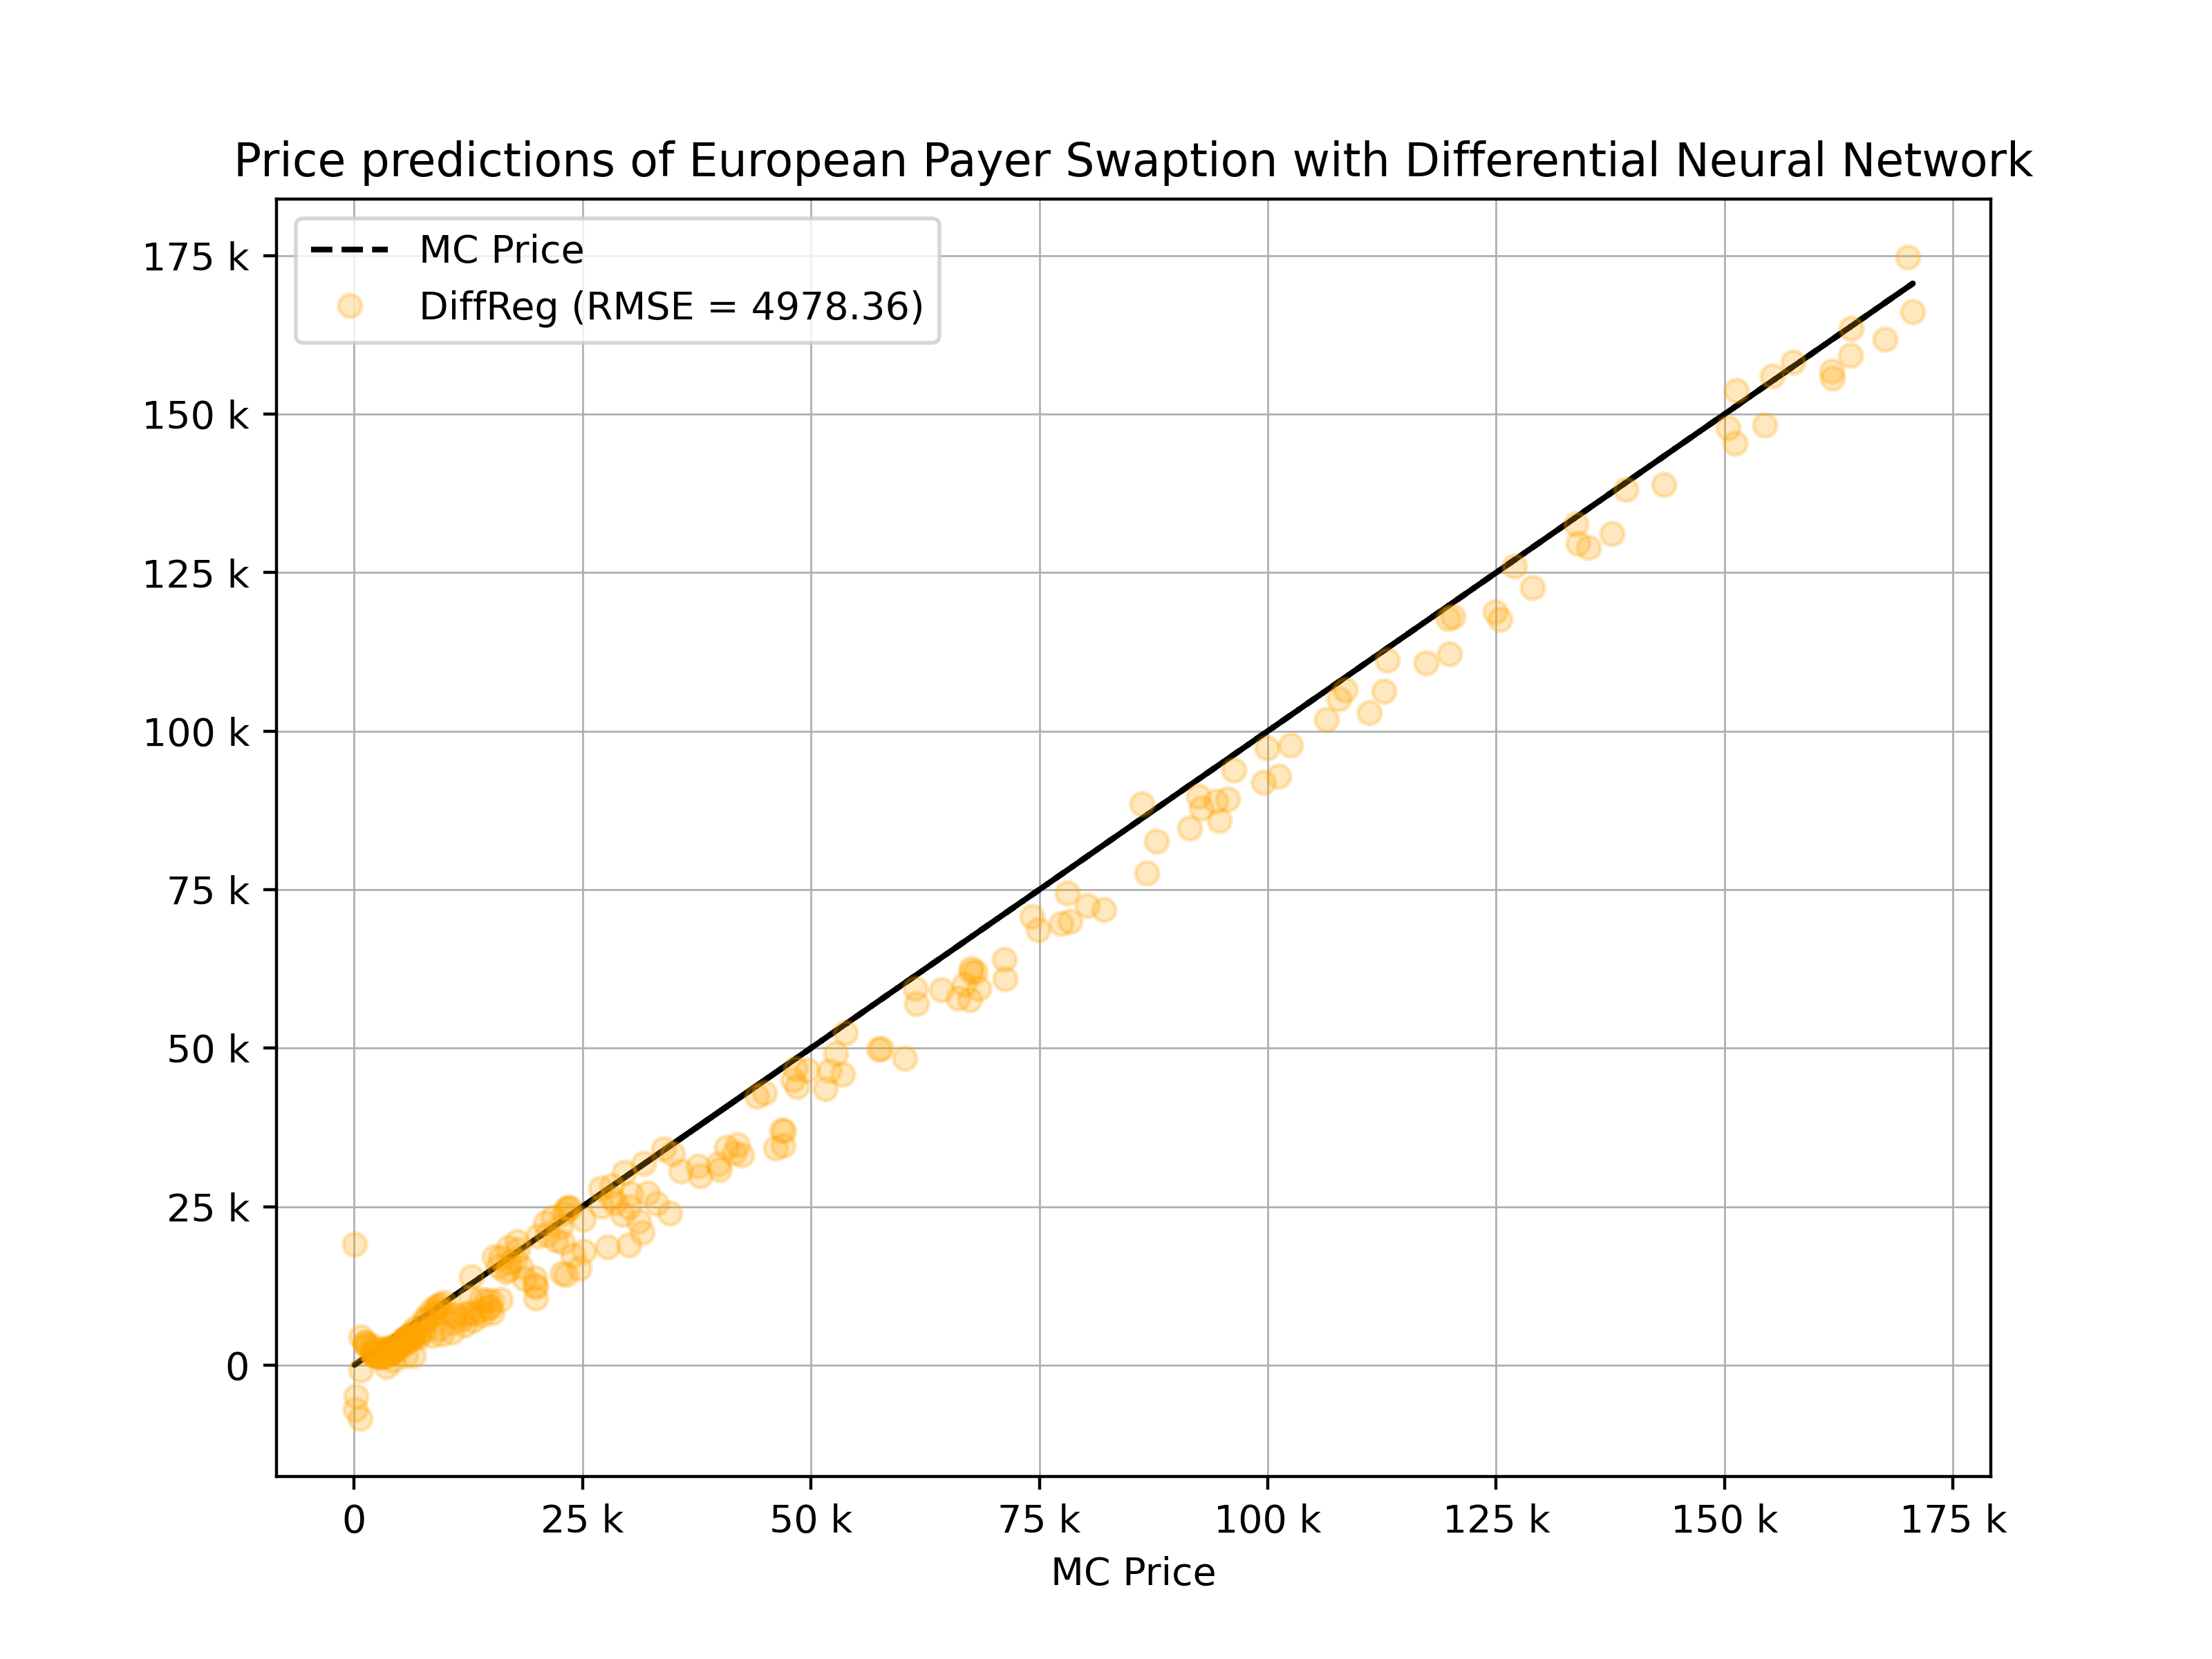 Price predictions of European Payer Swaption with Differential Neural Network
MC Price
DiffReg (RMSE = 4978.36)
175 k
150 k
125 k
100 k
75 k
50 k
25 k
0
0 25 k 50 k 75 k 100 k 125 k 150 k 175 k
MC Price